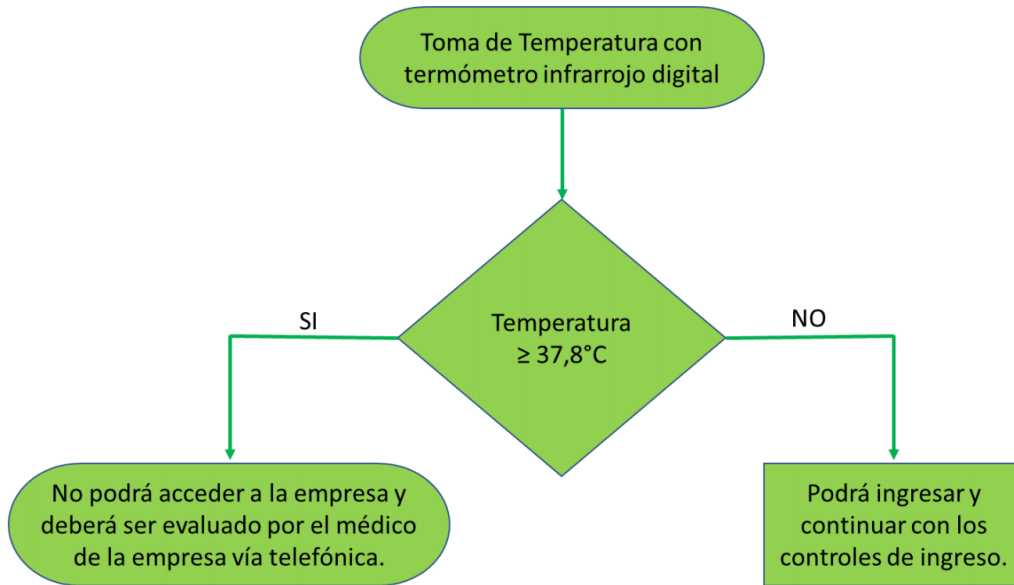 Toma de Temperatura con
termómetro infrarrojo digital
SI
Temperatura
≥ 37,8°C
NO
No podrá acceder a la empresa y
deberá ser evaluado por el médico
de la empresa vía telefónica.
Podrá ingresar y
continuar con los
controles de ingreso.